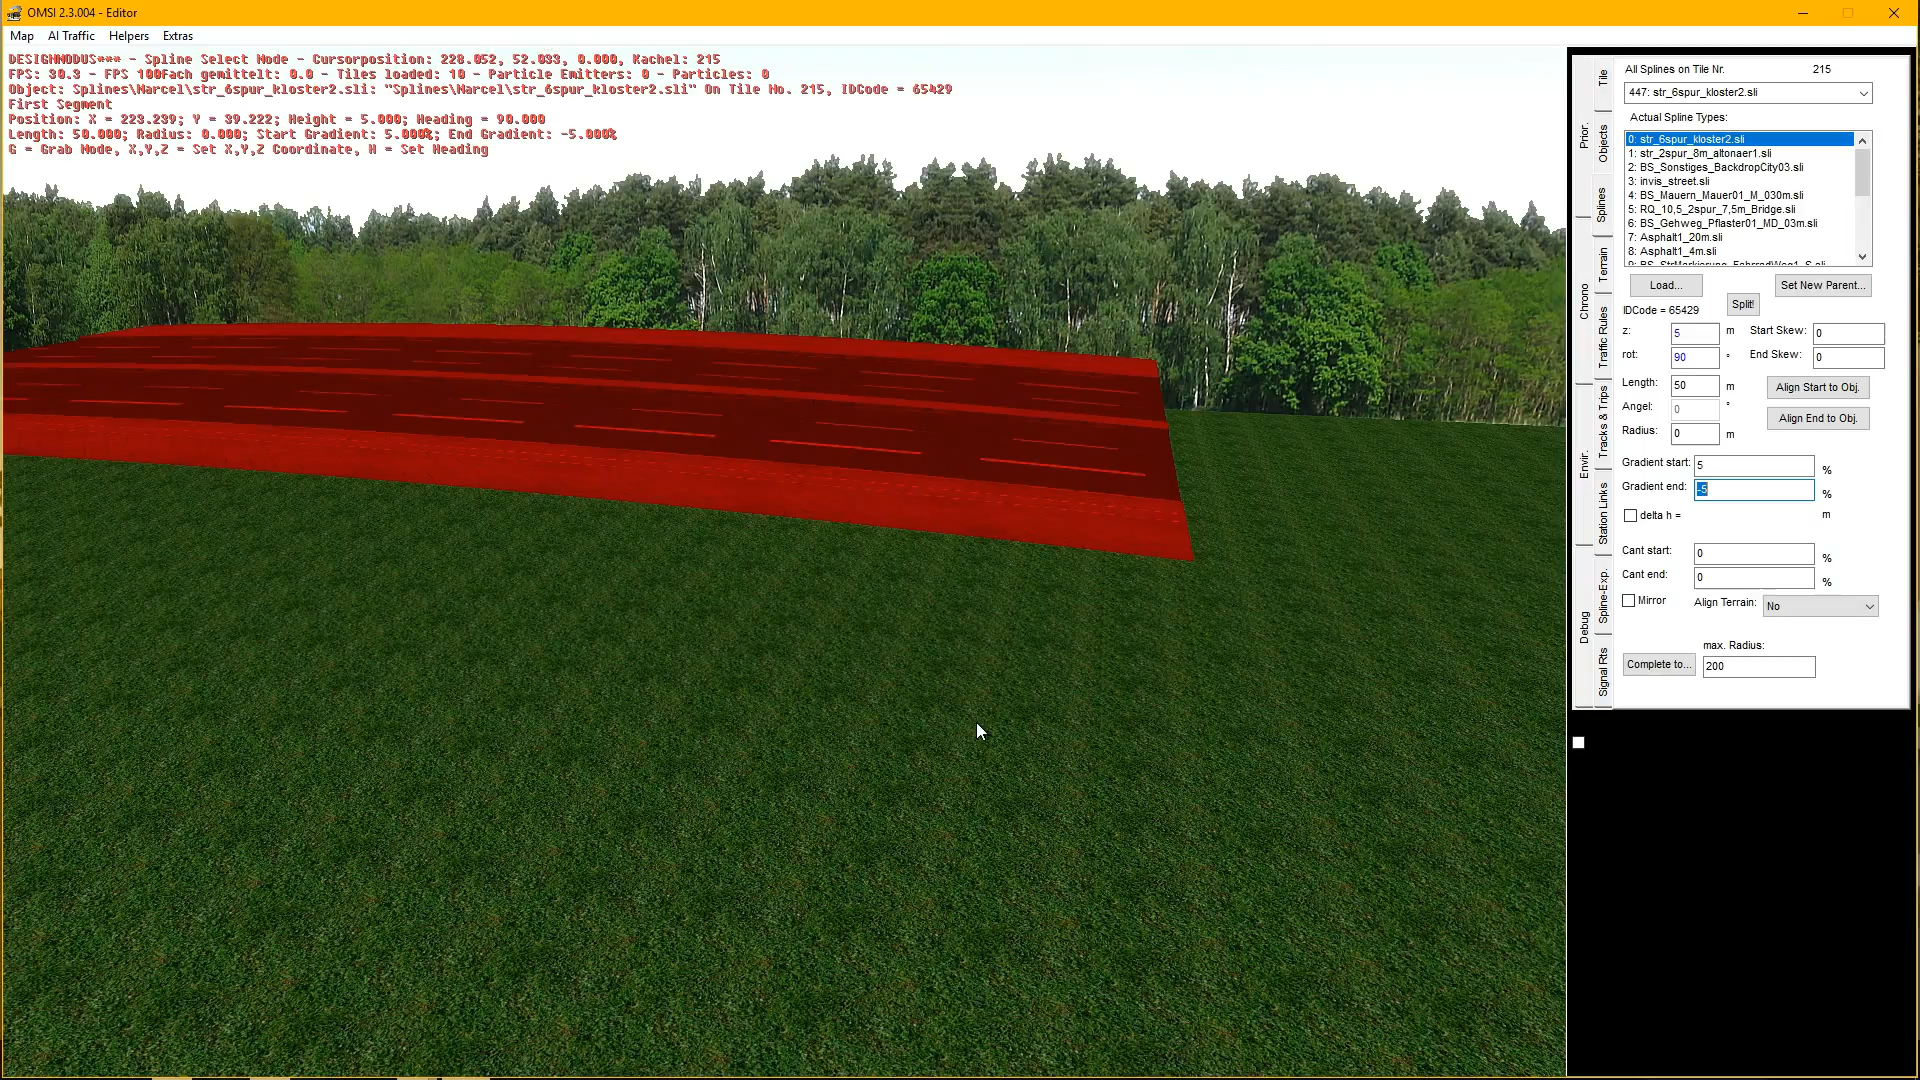 OMSI 2.3.004 - Editor
Map AI Traffic Helpers Extras
DESIGNMODUS*** - Spline Select Mode - Cursorposition: 228.052, 52.033, 0.000, Kachel: 215
FPS: 30.3 - FPS 100fach gemittelt: 0.0 - Tiles loaded: 10 - Particle Emitters: 0 - Particles: 0
Object: Splines\Marcel\str_6spur_kloster2.sli: "Splines\Marcel\str_6spur_kloster2.sli" On Tile No. 215, IDCode = 65429
First Segment
Position: X = 223.239; Y = 39.222; Height = 5.000; Heading = 90.000
Length: 50.000; Radius: 0.000; Start Gradient: 5.000%; End Gradient: -5.000%
G = Grab Mode, X,Y,Z = Set X,Y,Z Coordinate, H = Set Heading
Prior.
Chrono
Envir.
Debug
Tile
Objects
Splines
Terrain
Traffic Rules
Tracks & Trips
Station Links
Spline-Exp.
Signal Rts
All Splines on Tile Nr. 215
447: str_6spur_kloster2.sli
Actual Spline Types:
0: str_6spur_kloster2.sli
1: str_2spur_8m_altonaer1.sli
2: BS_Sonstiges_BackdropCity03.sli
3: invis_street.sli
4: BS_Mauern_Mauer01_M_030m.sli
5: RQ_10,5_2spur_7,5m_Bridge.sli
6: BS_Gehweg_Pflaster01_MD_03m.sli
7: Asphalt1_20m.sli
8: Asphalt1_4m.sli
9: BS_StrMarkierung_FahrradWeg1_S.sli
Load... Set New Parent...
Split!
IDCode = 65429
z: 5 m Start Skew: 0
rot: 90 ° End Skew: 0
Length: 50 m Align Start to Obj.
Angel: 0 °
Align End to Obj.
Radius: 0 m
Gradient start: 5 %
Gradient end: -5 %
delta h = m
Cant start: 0 %
Cant end: 0 %
Mirror Align Terrain: No
max. Radius:
Complete to... 200